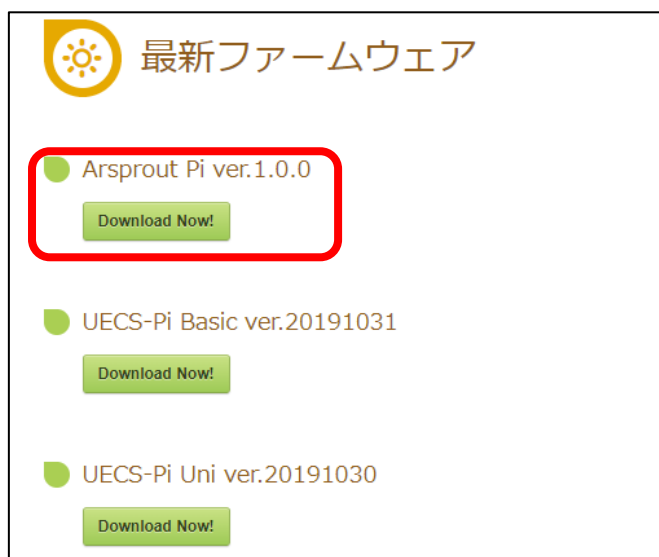 最新ファームウェア
Arsprout Pi ver.1.0.0
Download Now!
UECS-Pi Basic ver.20191031
Download Now!
UECS-Pi Uni ver.20191030
Download Now!